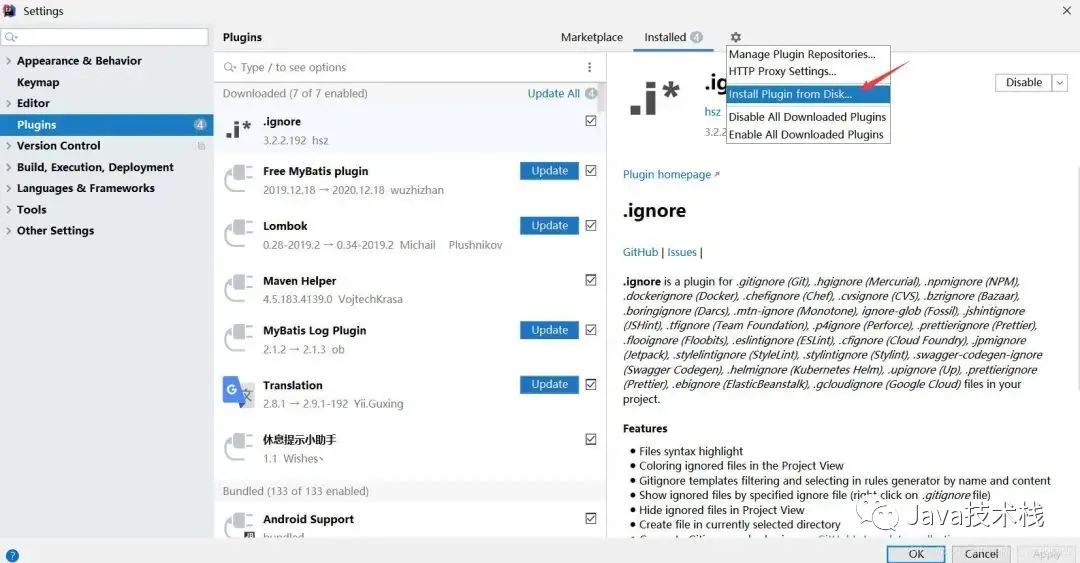 Settings
Plugins
Marketplace
Installed 4
Appearance & Behavior
Keymap
Editor
Plugins 4
Version Control
Build, Execution, Deployment
Languages & Frameworks
Tools
Other Settings
Type / to see options
Downloaded (7 of 7 enabled)
Update All 4
.i*
.ignore
3.2.2.192 hsz
Free MyBatis plugin
2019.12.18 → 2020.12.18 wuzhizhan
Update
Lombok
0.28-2019.2 → 0.34-2019.2 Michail Plushnikov
Update
Maven Helper
4.5.183.4139.0 VojtechKrasa
MyBatis Log Plugin
2.1.2 → 2.1.3 ob
Update
Translation
2.8.1 → 2.9.1-192 Yii.Guxing
Update
休息提示小助手
1.1 Wishes、
Bundled (133 of 133 enabled)
Android Support
bundled
Manage Plugin Repositories...
HTTP Proxy Settings...
Install Plugin from Disk...
Disable All Downloaded Plugins
Enable All Downloaded Plugins
.i*
.ig
hsz
3.2.2
Disable
Plugin homepage
.ignore
GitHub | Issues |
.ignore is a plugin for .gitignore (Git), .hgignore (Mercurial), .npmignore (NPM),
.dockerignore (Docker), .chefignore (Chef), .cvsignore (CVS), .bzrignore (Bazaar),
.boringignore (Darcs), .mtn-ignore (Monotone), ignore-glob (Fossil), .jshintignore
(JSHint), .tfignore (Team Foundation), .p4ignore (Perforce), .prettierignore (Prettier),
.flooignore (Floobits), .eslintignore (ESLint), .cfignore (Cloud Foundry), .jpmignore
(Jetpack), .stylelintignore (StyleLint), .stylintignore (Stylint), .swagger-codegen-ignore
(Swagger Codegen), .helmignore (Kubernetes Helm), .upignore (Up), .prettierignore
(Prettier), .ebignore (ElasticBeanstalk), .gcloudignore (Google Cloud) files in your
project.
Features
Files syntax highlight
Coloring ignored files in the Project View
Gitignore templates filtering and selecting in rules generator by name and content
Show ignored files by specified ignore file (right click on .gitignore file)
Hide ignored files in Project View
Create file in currently selected directory
Java技术栈
OK
Cancel
Apply